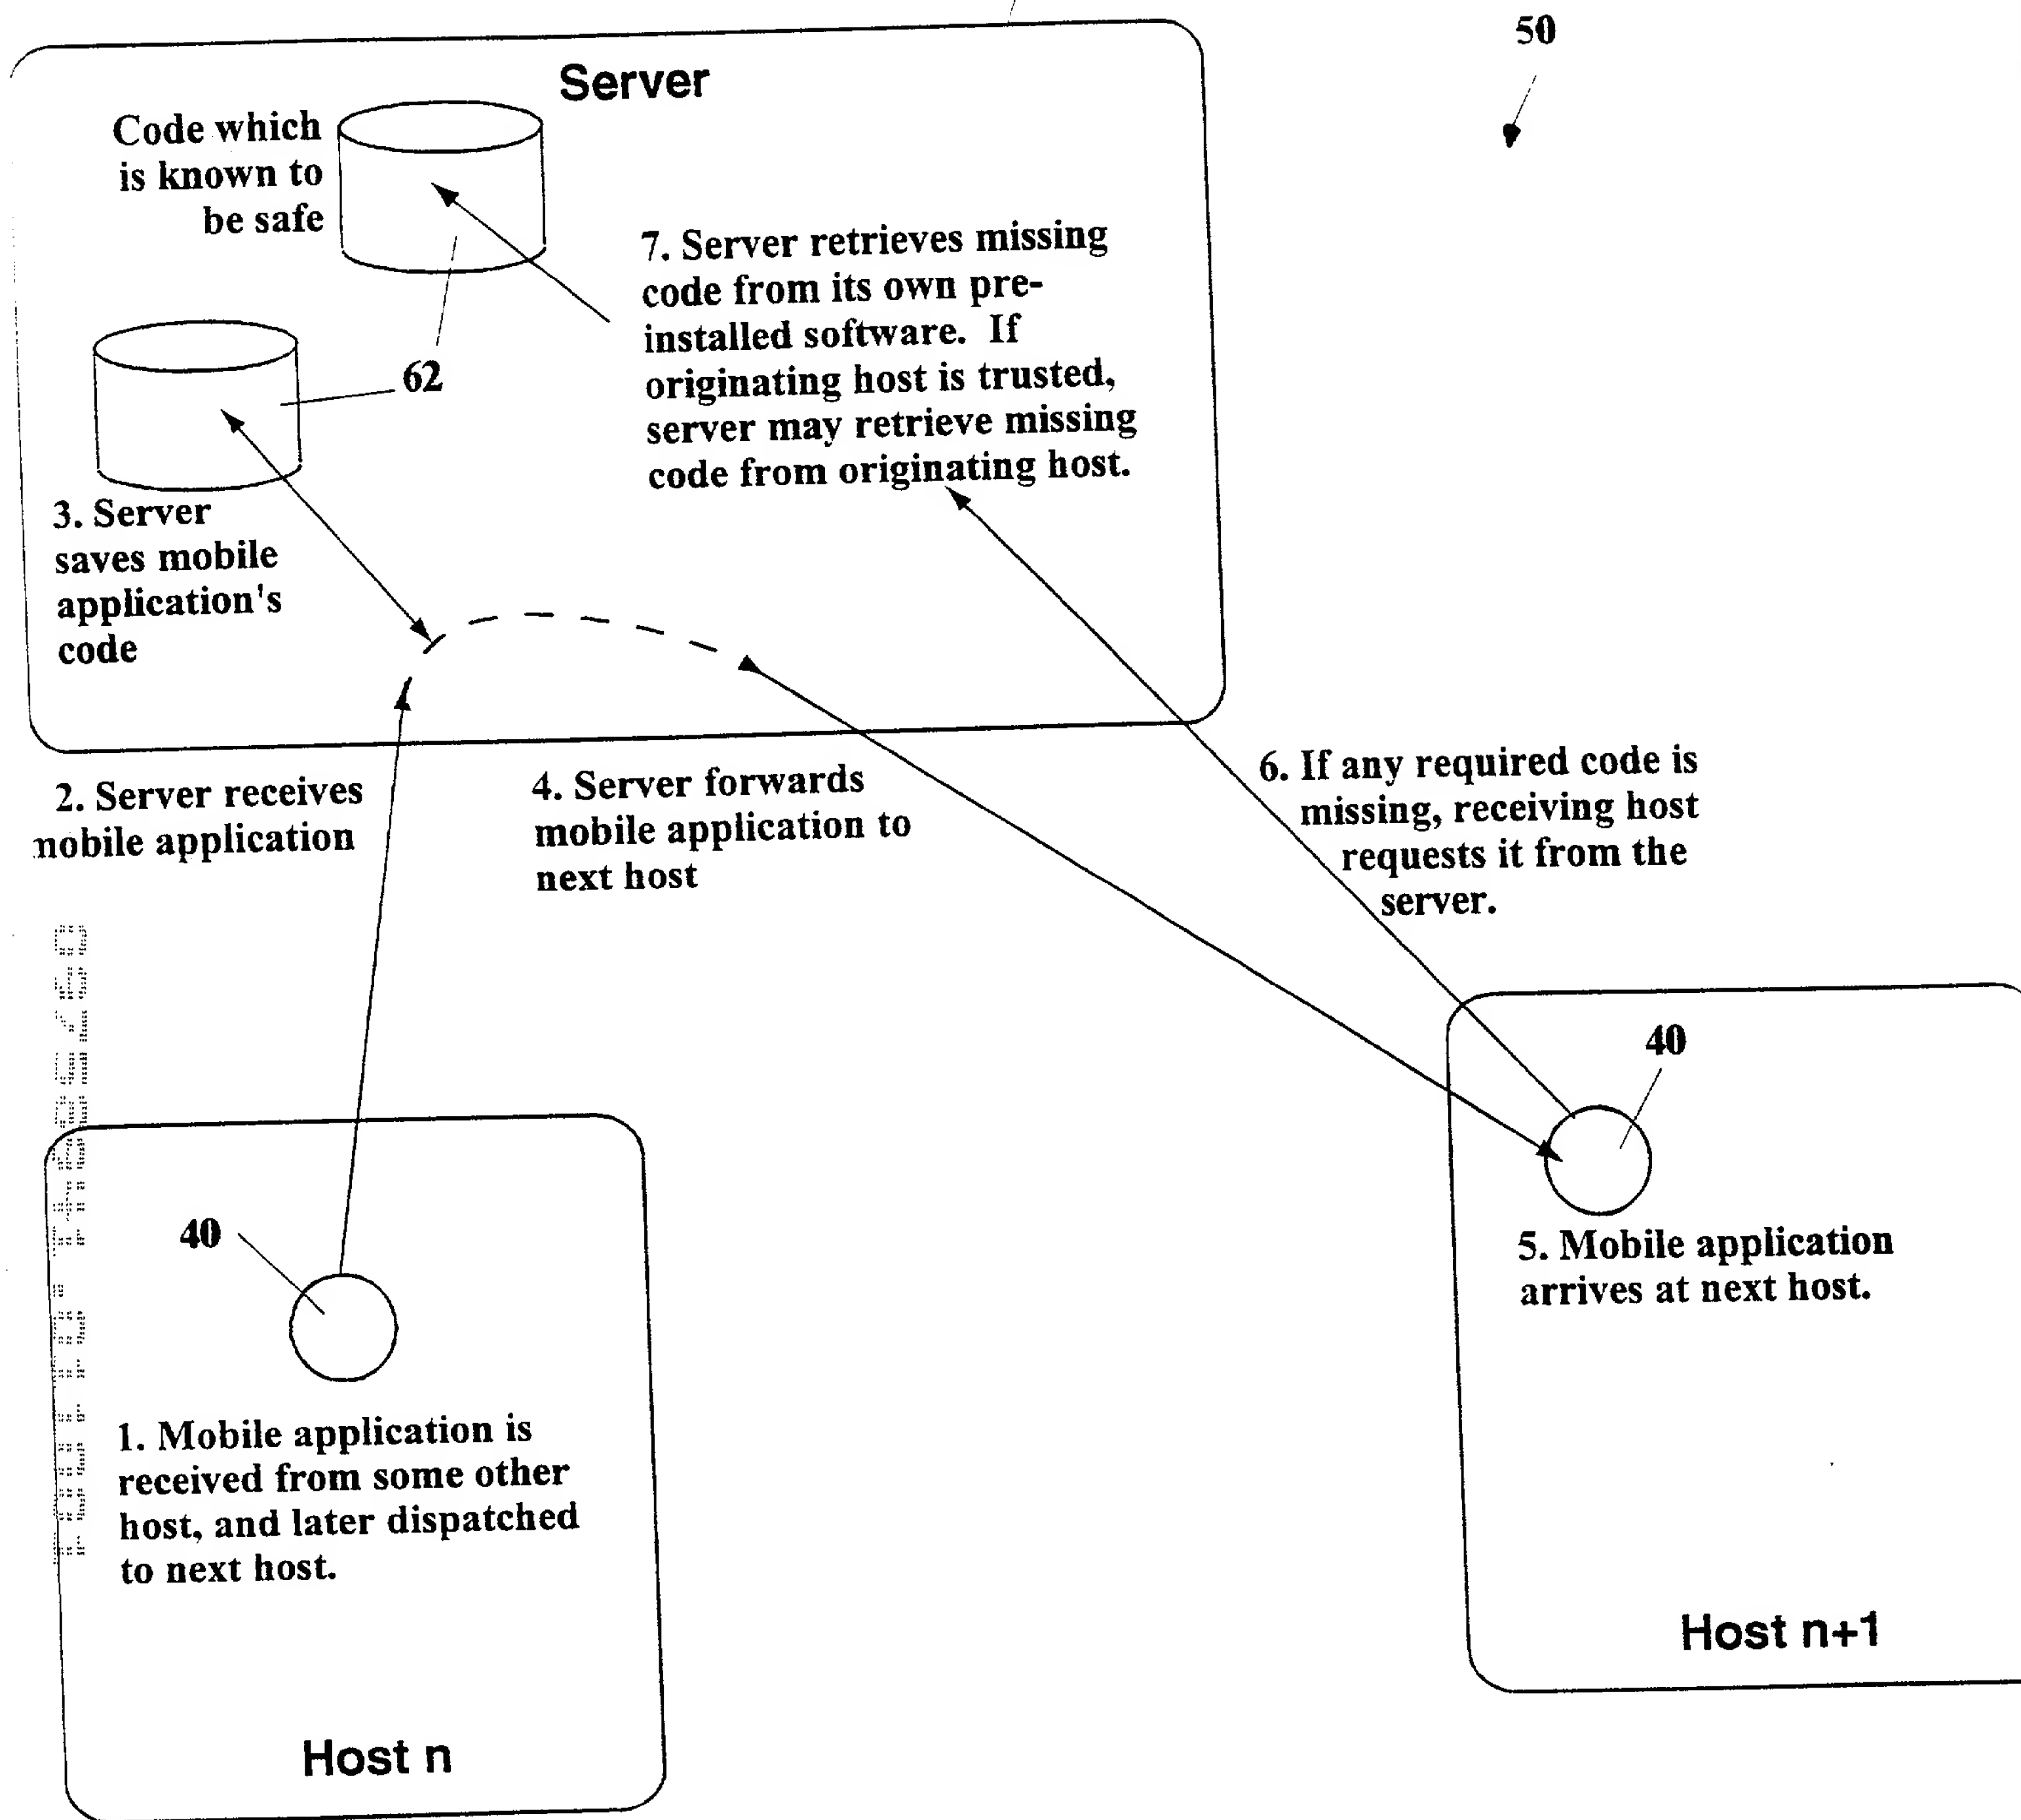 50
Server
Code which
is known to
be safe
7. Server retrieves missing
code from its own pre-
installed software. If
originating host is trusted,
server may retrieve missing
code from originating host.
62
3. Server
saves mobile
application's
code
2. Server receives
mobile application
4. Server forwards
mobile application to
next host
6. If any required code is
missing, receiving host
requests it from the
server.
40
5. Mobile application
arrives at next host.
Host n+1
40
1. Mobile application is
received from some other
host, and later dispatched
to next host.
Host n